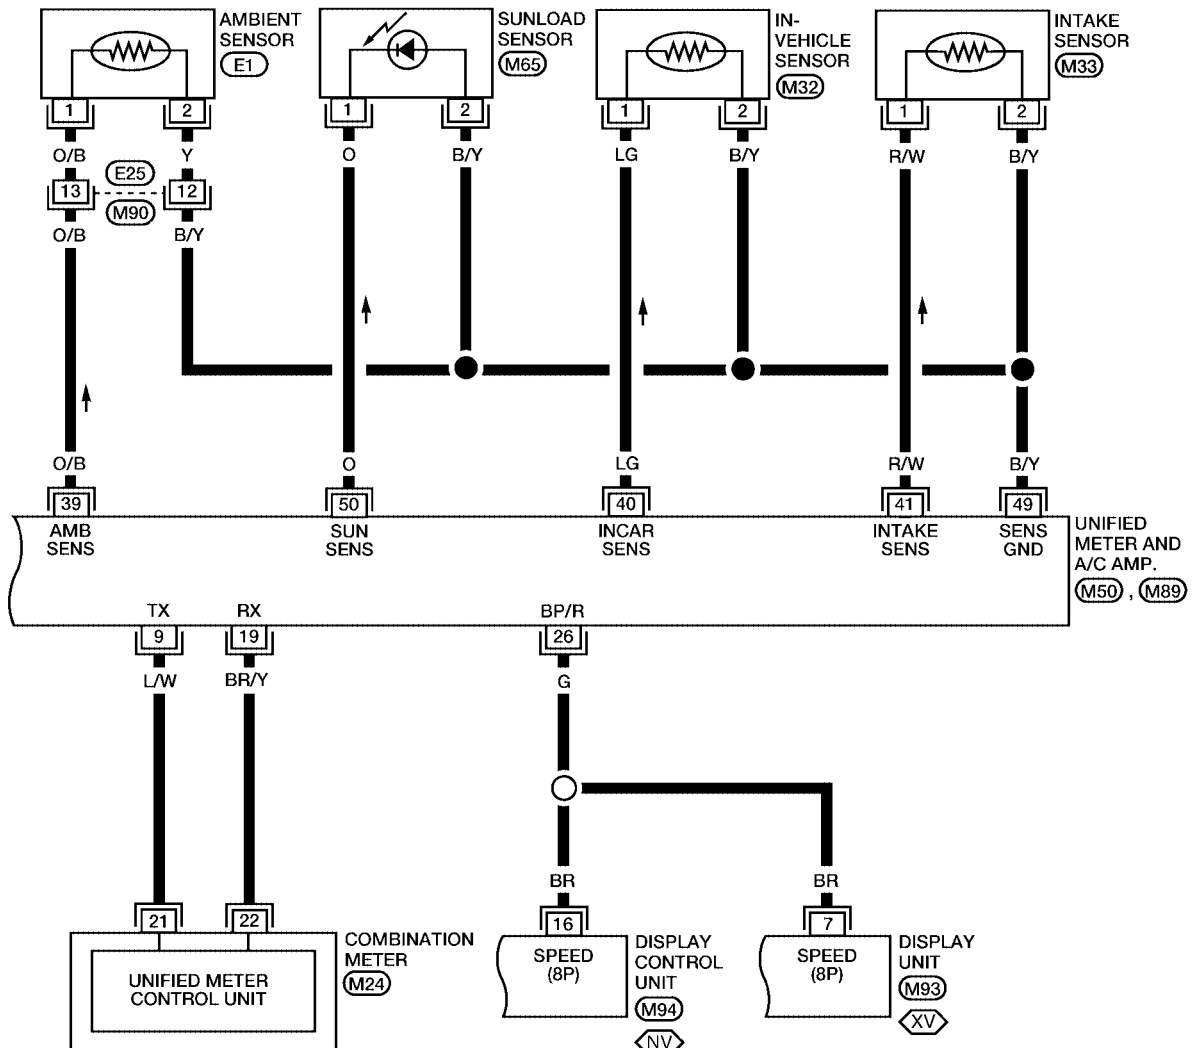 AMBIENT
SENSOR
E1
SUNLOAD
SENSOR
M65
IN-
VEHICLE
SENSOR
M32
INTAKE
SENSOR
M33
1 2 1 2 1 2 1 2
O/B Y O B/Y LG B/Y R/W B/Y
13 E25 12
M90
O/B B/Y
O/B O LG R/W B/Y
39 50 40 41 49
AMB
SENS
SUN
SENS
INCAR
SENS
INTAKE
SENS
SENS
GND
UNIFIED
METER AND
A/C AMP.
M50 , M89
TX RX BP/R
9 19 26
L/W BR/Y G
BR BR
21 22 16 7
UNIFIED METER
CONTROL UNIT
COMBINATION
METER
M24
SPEED
(8P)
DISPLAY
CONTROL
UNIT
M94
NV
SPEED
(8P)
DISPLAY
UNIT
M93
XV